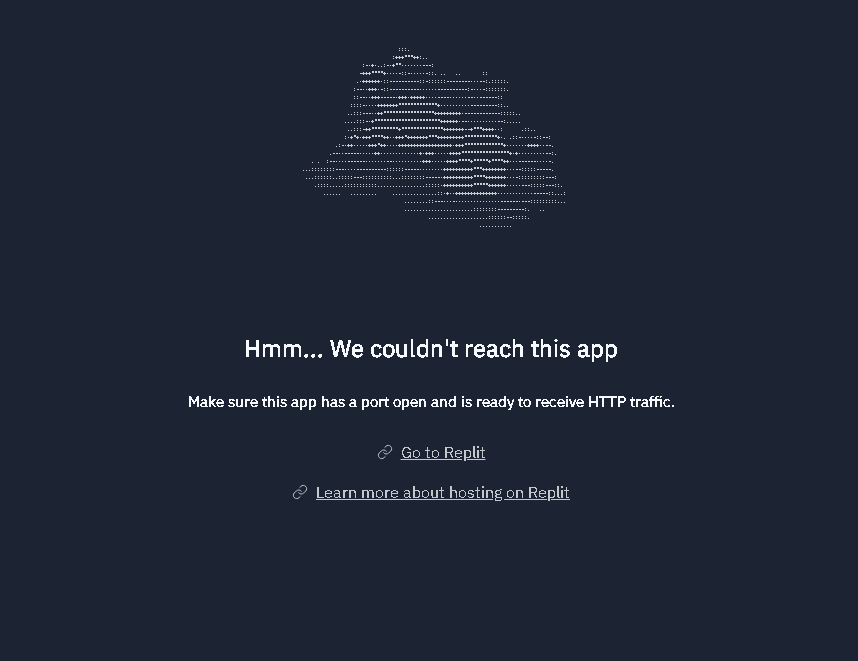 Hmm... We couldn't reach this app
Make sure this app has a port open and is ready to receive HTTP traffic.
Go to Replit
Learn more about hosting on Replit